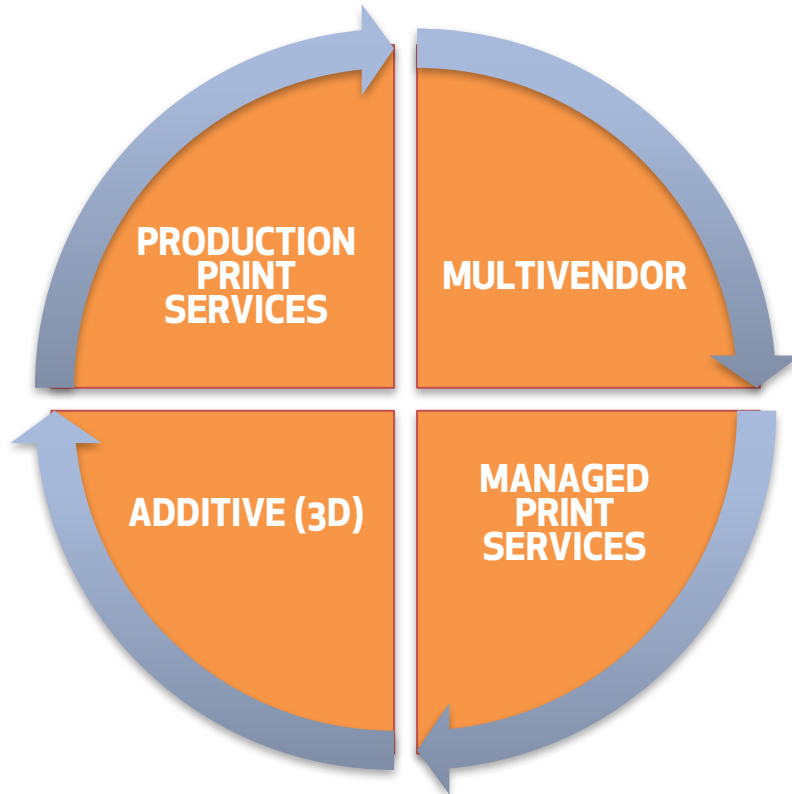 PRODUCTION
PRINT
SERVICES
MULTIVENDOR
ADDITIVE (3D)
MANAGED
PRINT
SERVICES